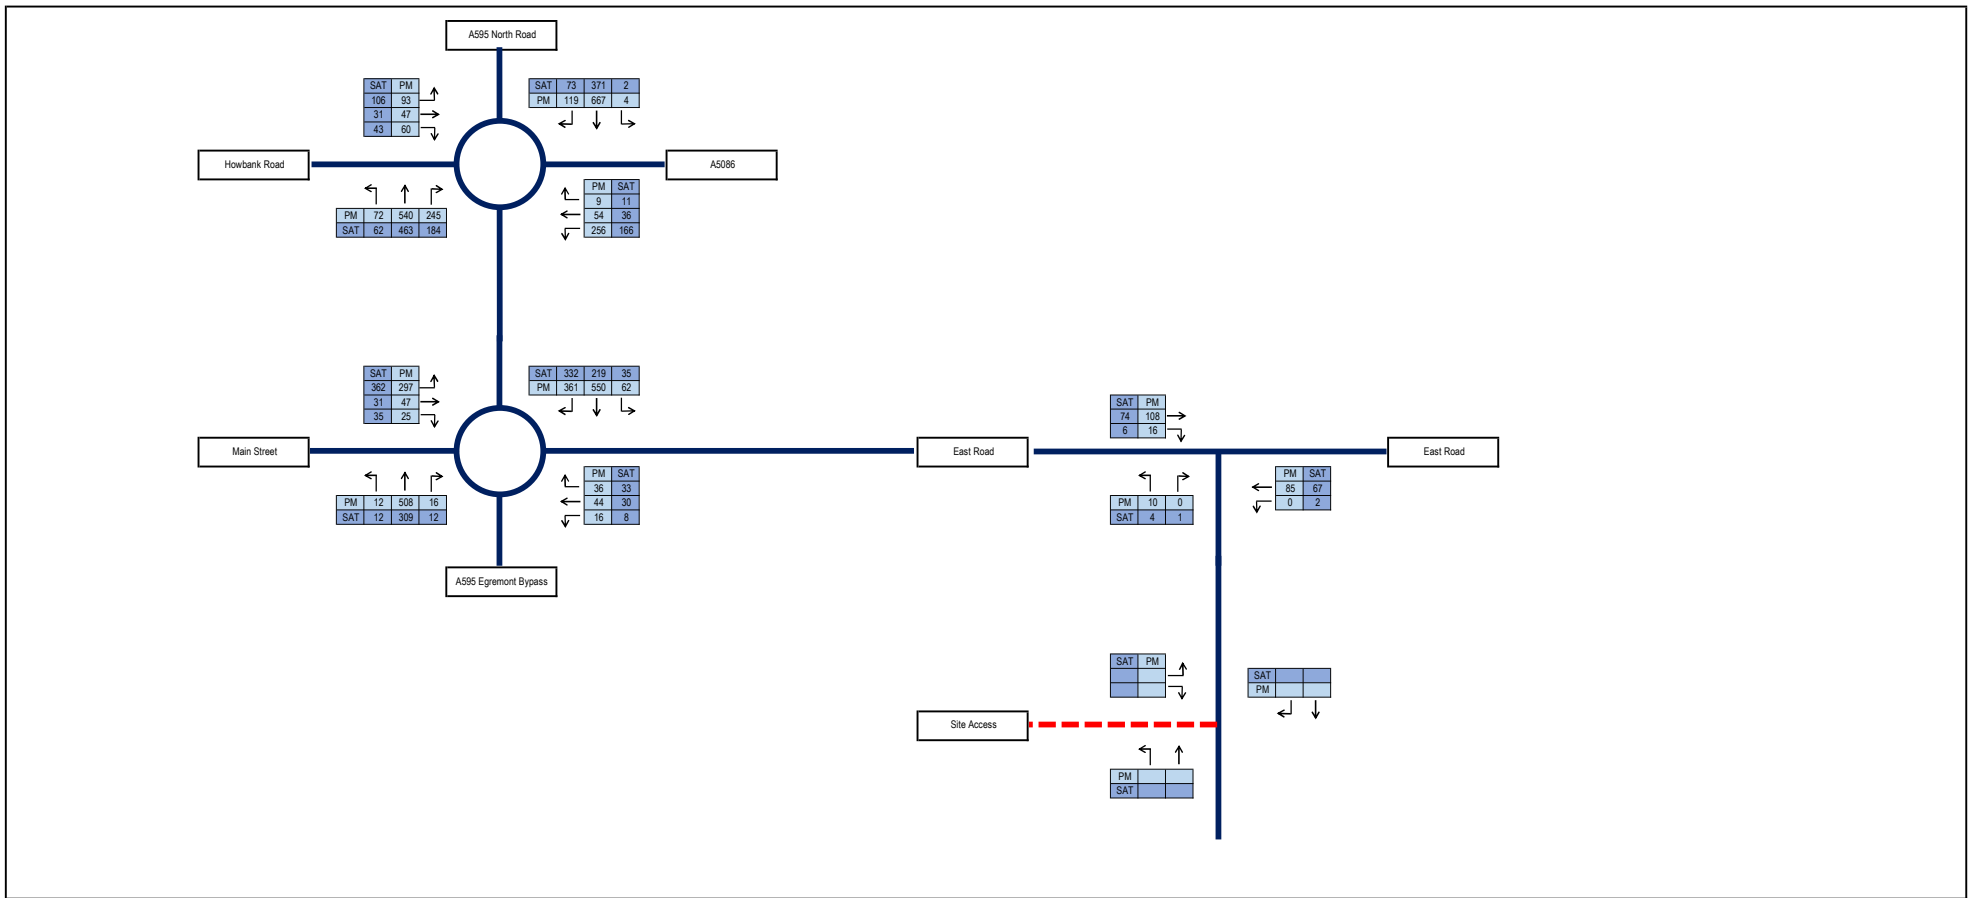 A595 North Road
SAT PM
106 93
31 47
43 60
SAT 73 371 2
PM 119 667 4
Howbank Road
A5086
PM 72 540 245
SAT 62 463 184
PM SAT
9 11
54 36
256 166
SAT PM
362 297
31 47
35 25
SAT 332 219 35
PM 361 550 62
Main Street
East Road
PM 12 508 16
SAT 12 309 12
PM SAT
36 33
44 30
16 8
A595 Egremont Bypass
SAT PM
74 108
6 16
East Road
PM 10 0
SAT 4 1
PM SAT
85 67
0 2
SAT PM
SAT
PM
Site Access
PM
SAT